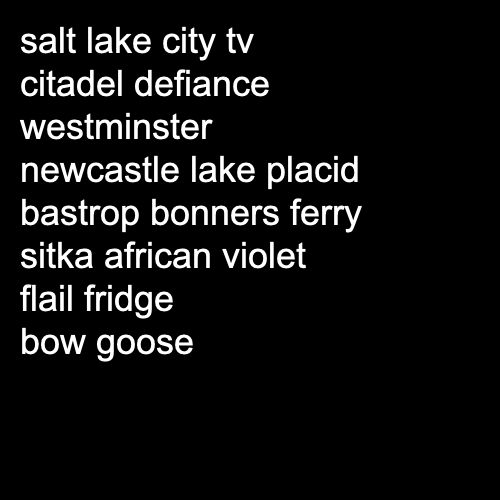 salt lake city tv
citadel defiance
westminster
newcastle lake placid
bastrop bonners ferry
sitka african violet
flail fridge
bow goose